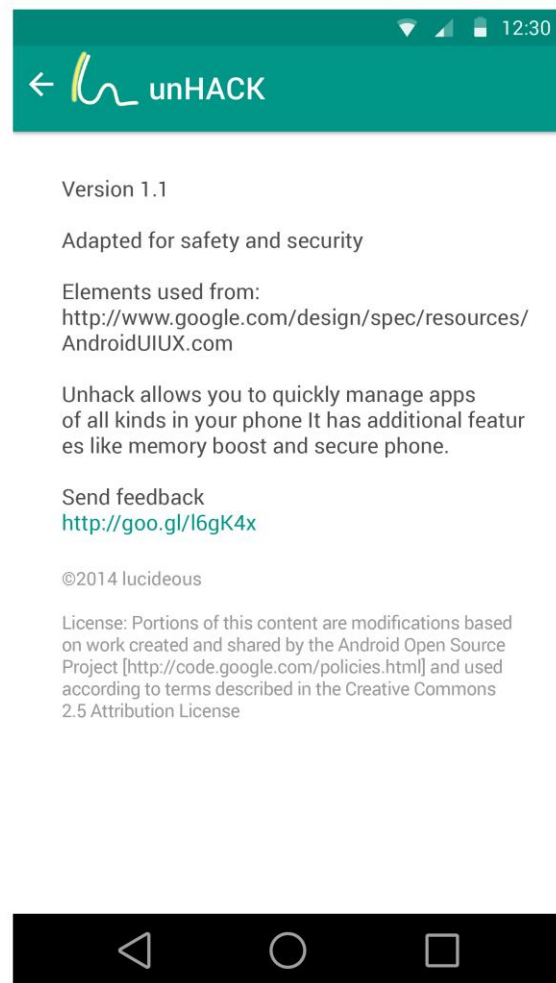 12:30
unHACK
Version 1.1
Adapted for safety and security
Elements used from:
http://www.google.com/design/spec/resources/
AndroidUIUX.com
Unhack allows you to quickly manage apps
of all kinds in your phone It has additional featur
es like memory boost and secure phone.
Send feedback
http://goo.gl/l6gK4x
©2014 lucideous
License: Portions of this content are modifications based
on work created and shared by the Android Open Source
Project [http://code.google.com/policies.html] and used
according to terms described in the Creative Commons
2.5 Attribution License